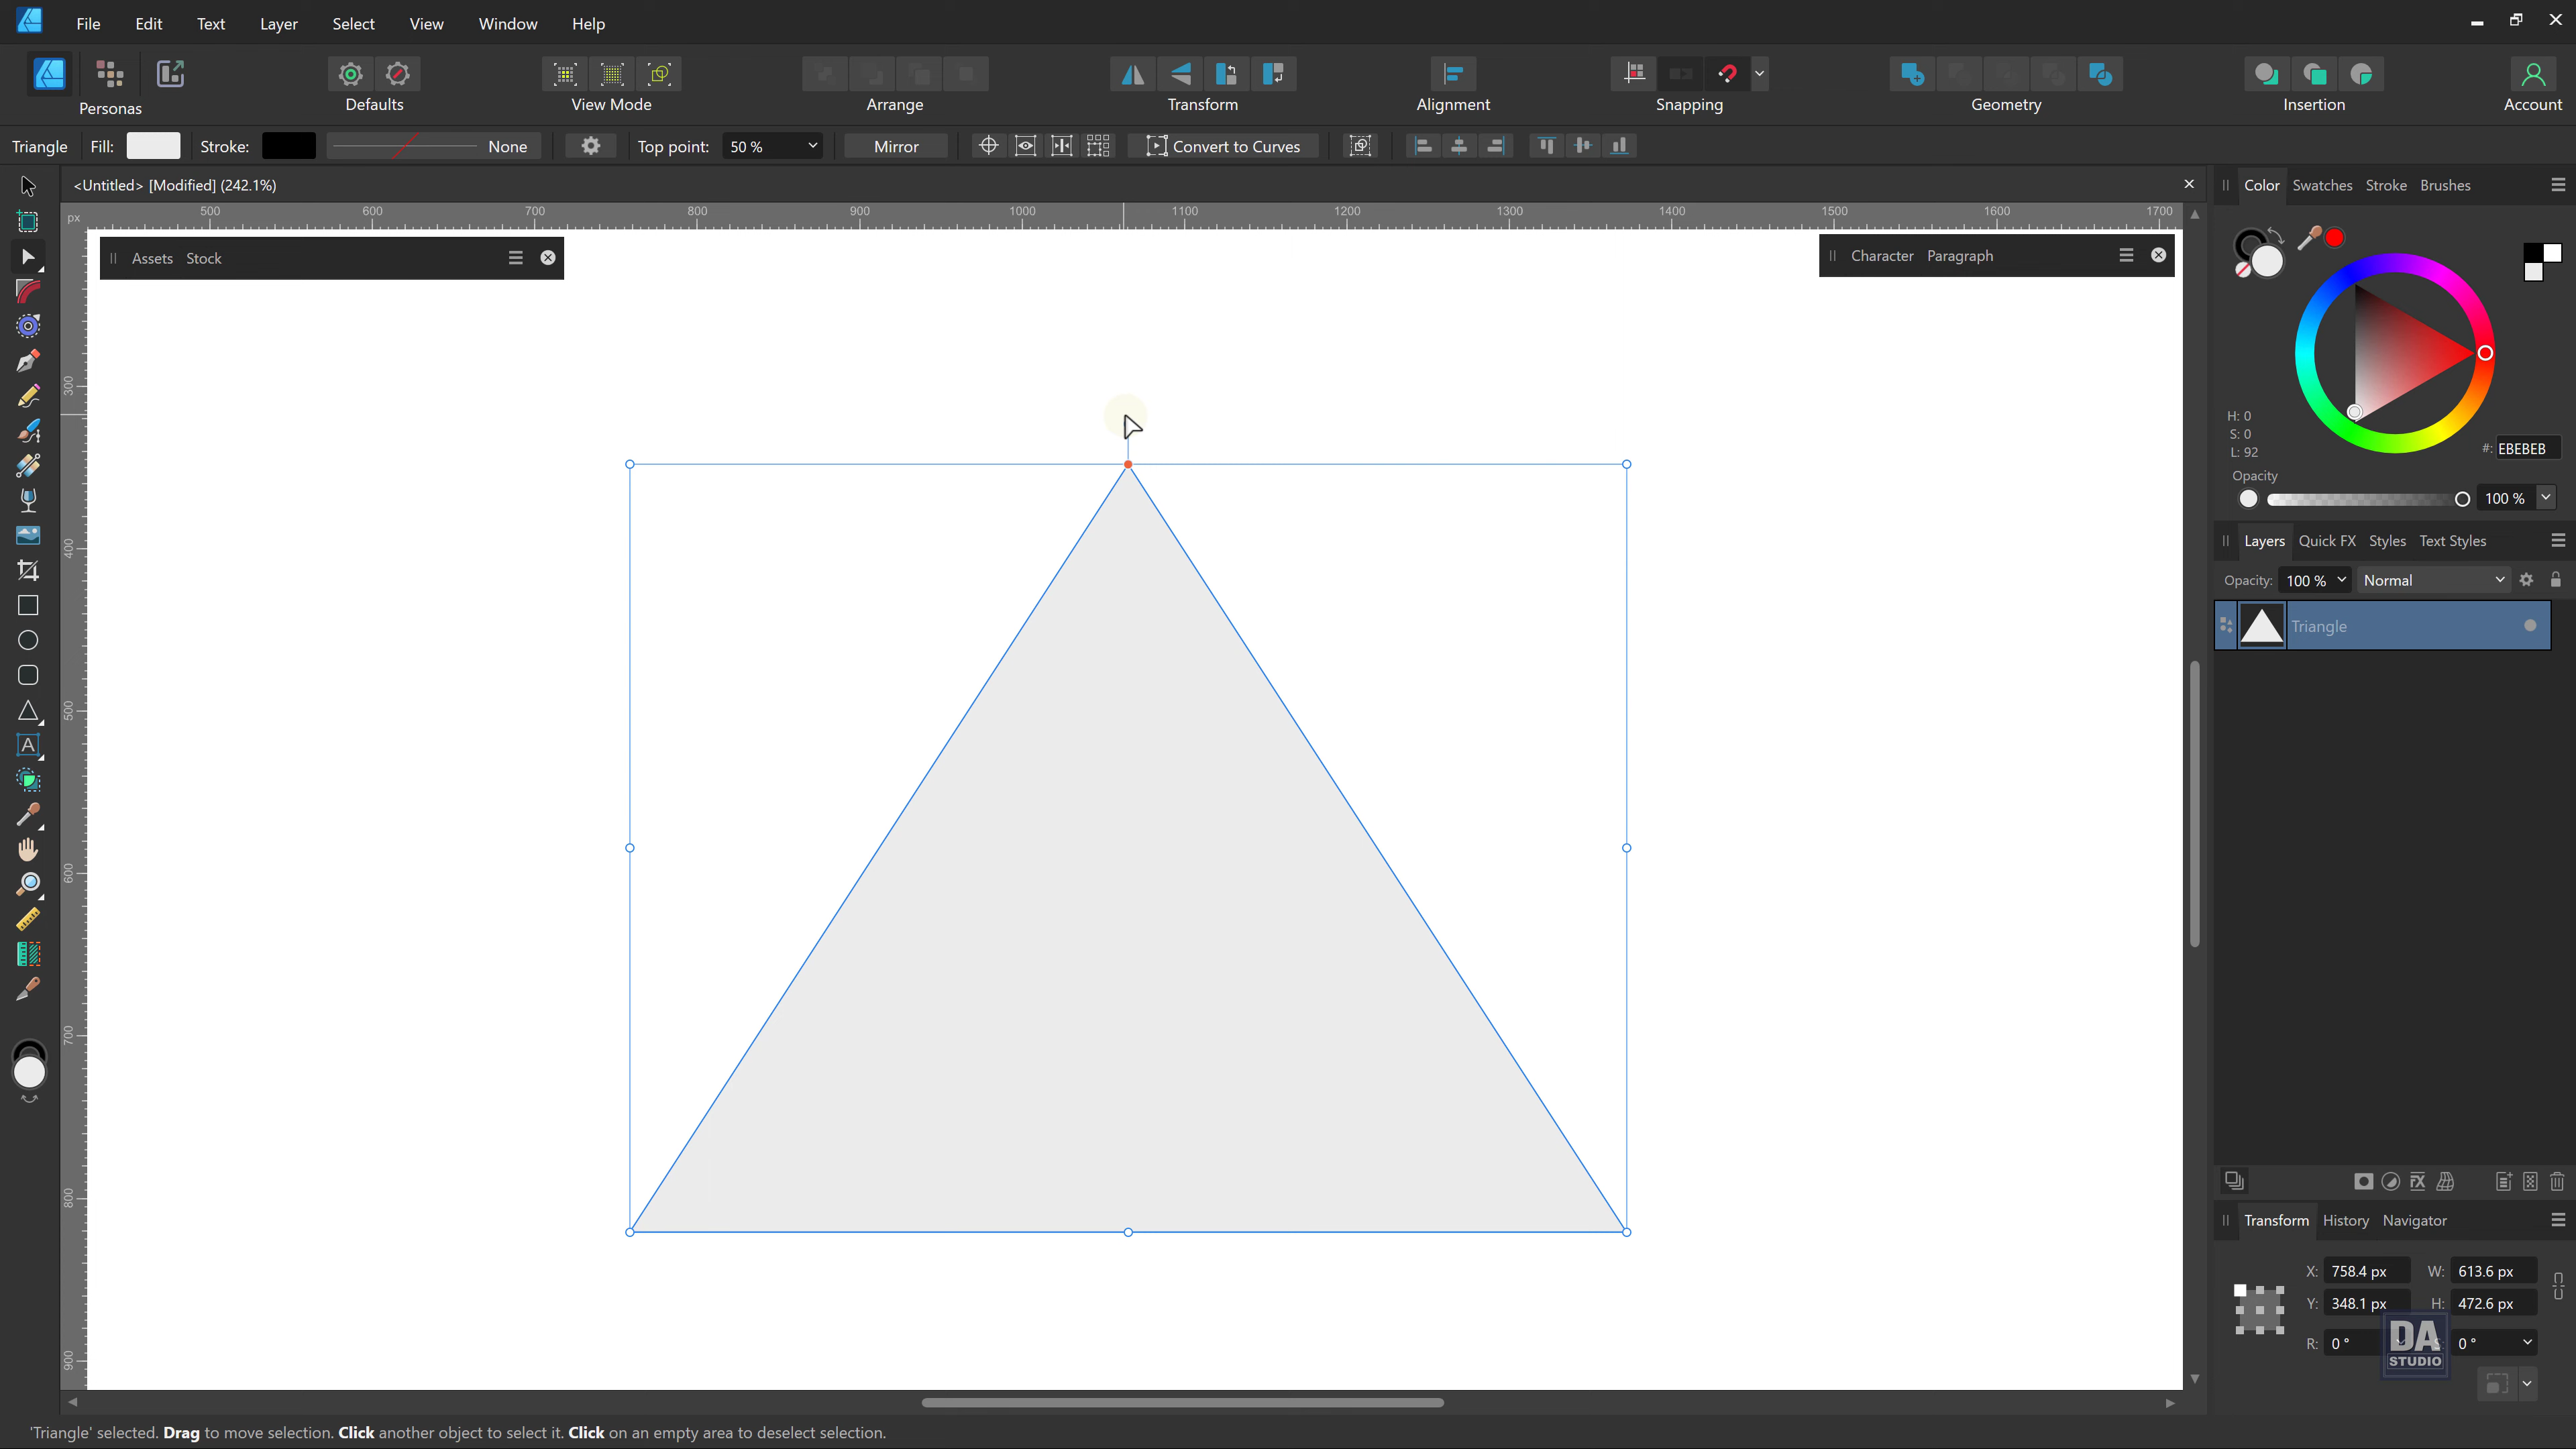 File Edit Text Layer Select View Window Help
Personas Defaults View Mode Arrange Transform Alignment Snapping Geometry Insertion Account
Triangle Fill: Stroke: None Top point: 50 % Mirror Convert to Curves
<Untitled> [Modified] (242.1%)
Color Swatches Stroke Brushes
px 500 600 700 800 900 1000 1100 1200 1300 1400 1500 1600 1700
Assets Stock
Character Paragraph
300
400
500
600
700
800
900
A
H: 0
S: 0
L: 92
#: EBEBEB
Opacity
100 %
Layers Quick FX Styles Text Styles
Opacity: 100 % Normal
Triangle
FX
Transform History Navigator
X: 758.4 px W: 613.6 px
Y: 348.1 px H: 472.6 px
R: 0 ° 0 °
DA
STUDIO
'Triangle' selected. Drag to move selection. Click another object to select it. Click on an empty area to deselect selection.